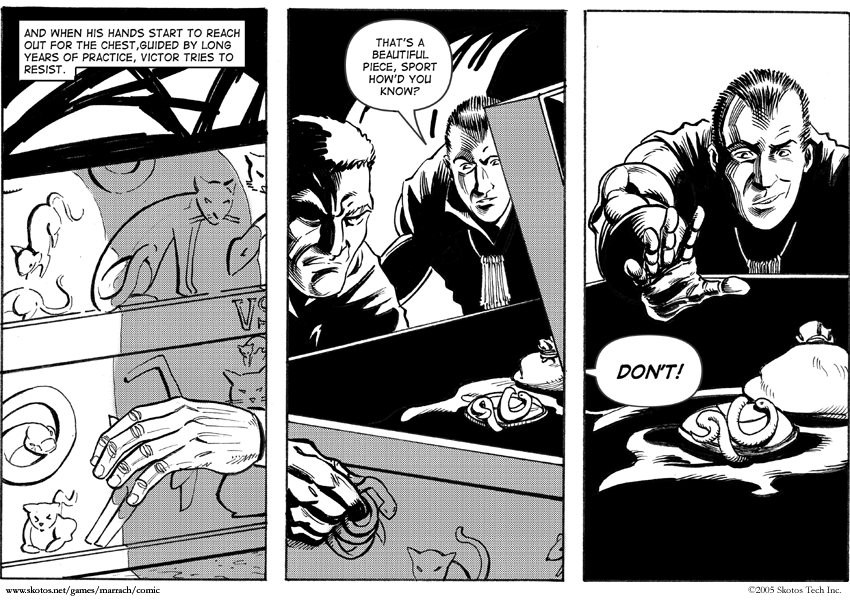 AND WHEN HIS HANDS START TO REACH
OUT FOR THE CHEST,GUIDED BY LONG
YEARS OF PRACTICE, VICTOR TRIES TO
RESIST.
THAT'S A
BEAUTIFUL
PIECE, SPORT
HOW'D YOU
KNOW?
DON'T!
VS
www.skotos.net/games/marrach/comic
©2005 Skotos Tech Inc.